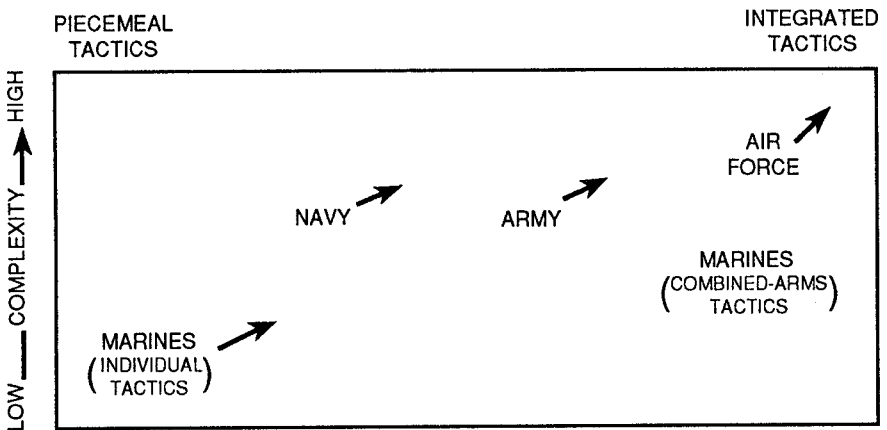 PIECEMEAL
TACTICS
INTEGRATED
TACTICS
LOW COMPLEXITY HIGH
AIR
FORCE
NAVY
ARMY
MARINES
(COMBINED-ARMS
TACTICS)
MARINES
(INDIVIDUAL
TACTICS)